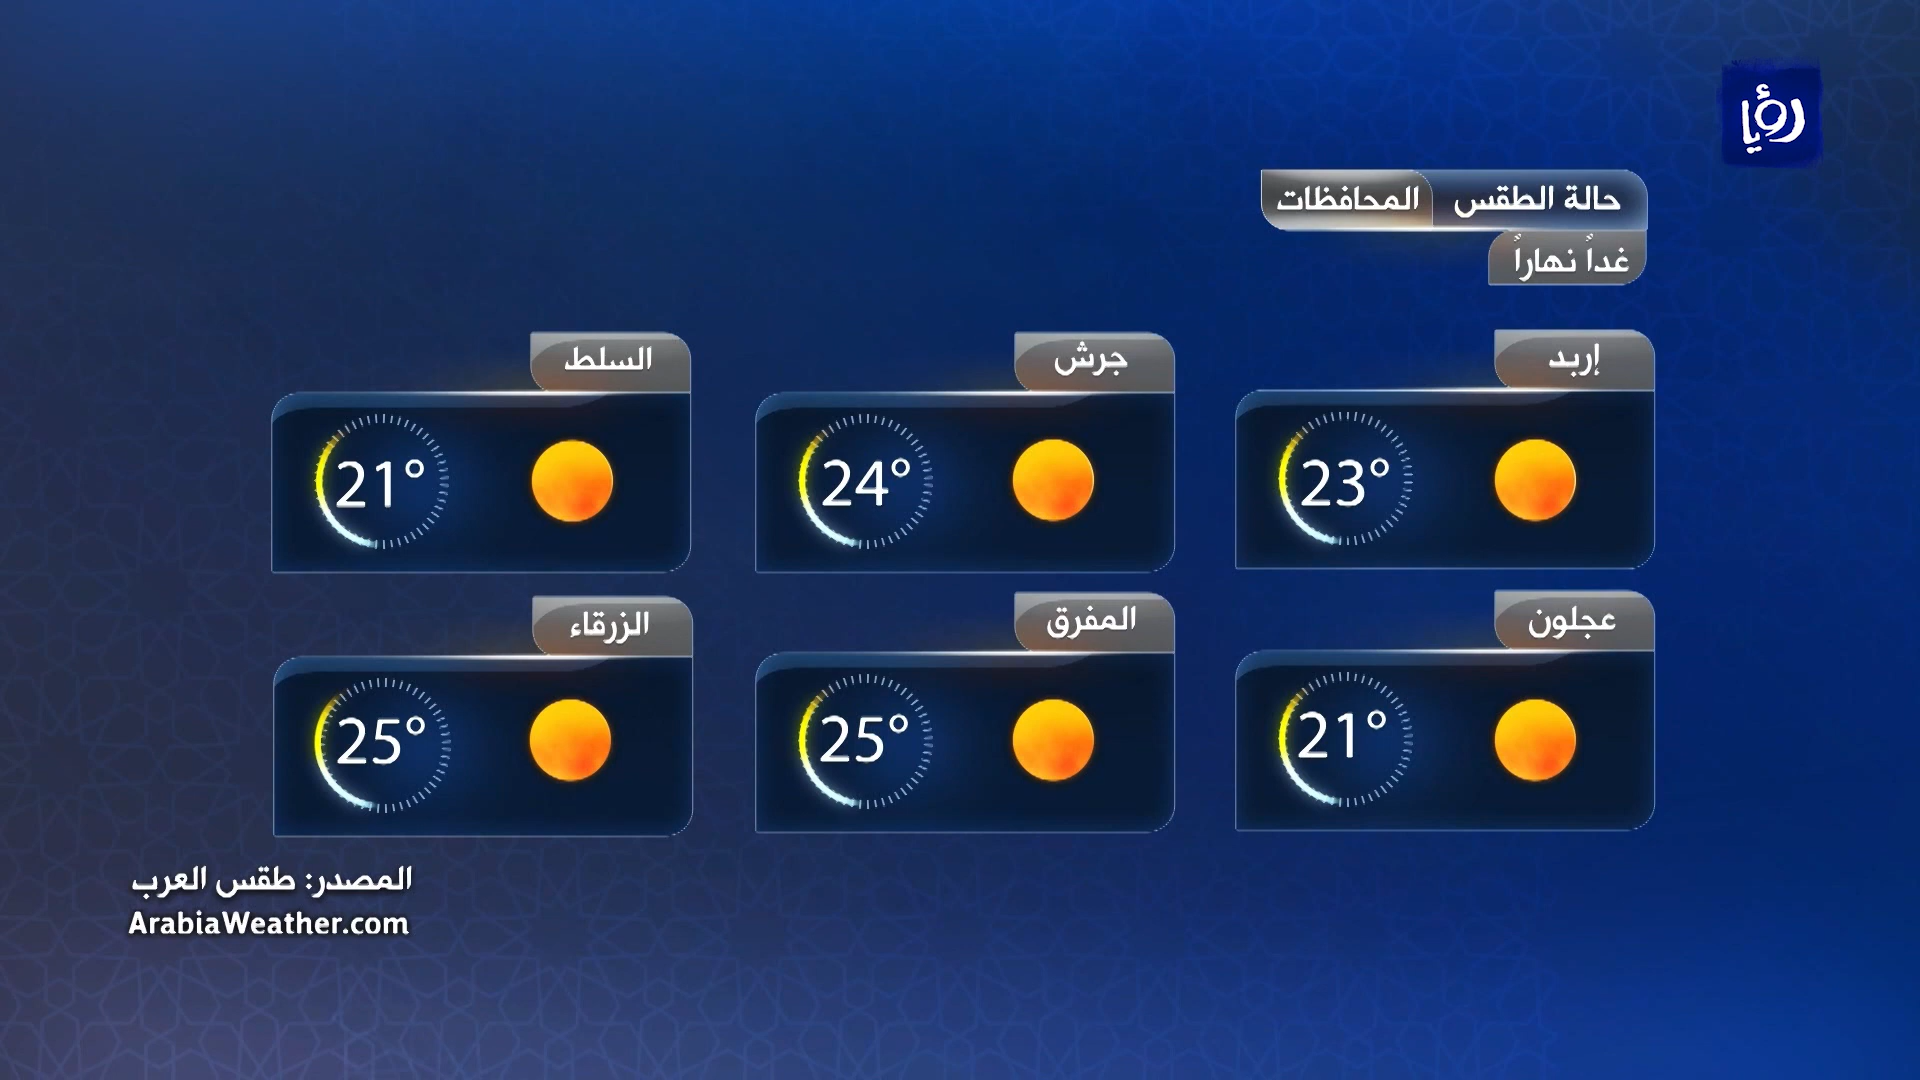 رؤيا
حالة الطقس المحافظات
غداً نهاراً
إربد
23°
جرش
24°
السلط
21°
عجلون
21°
المفرق
25°
الزرقاء
25°
المصدر: طقس العرب
ArabiaWeather.com